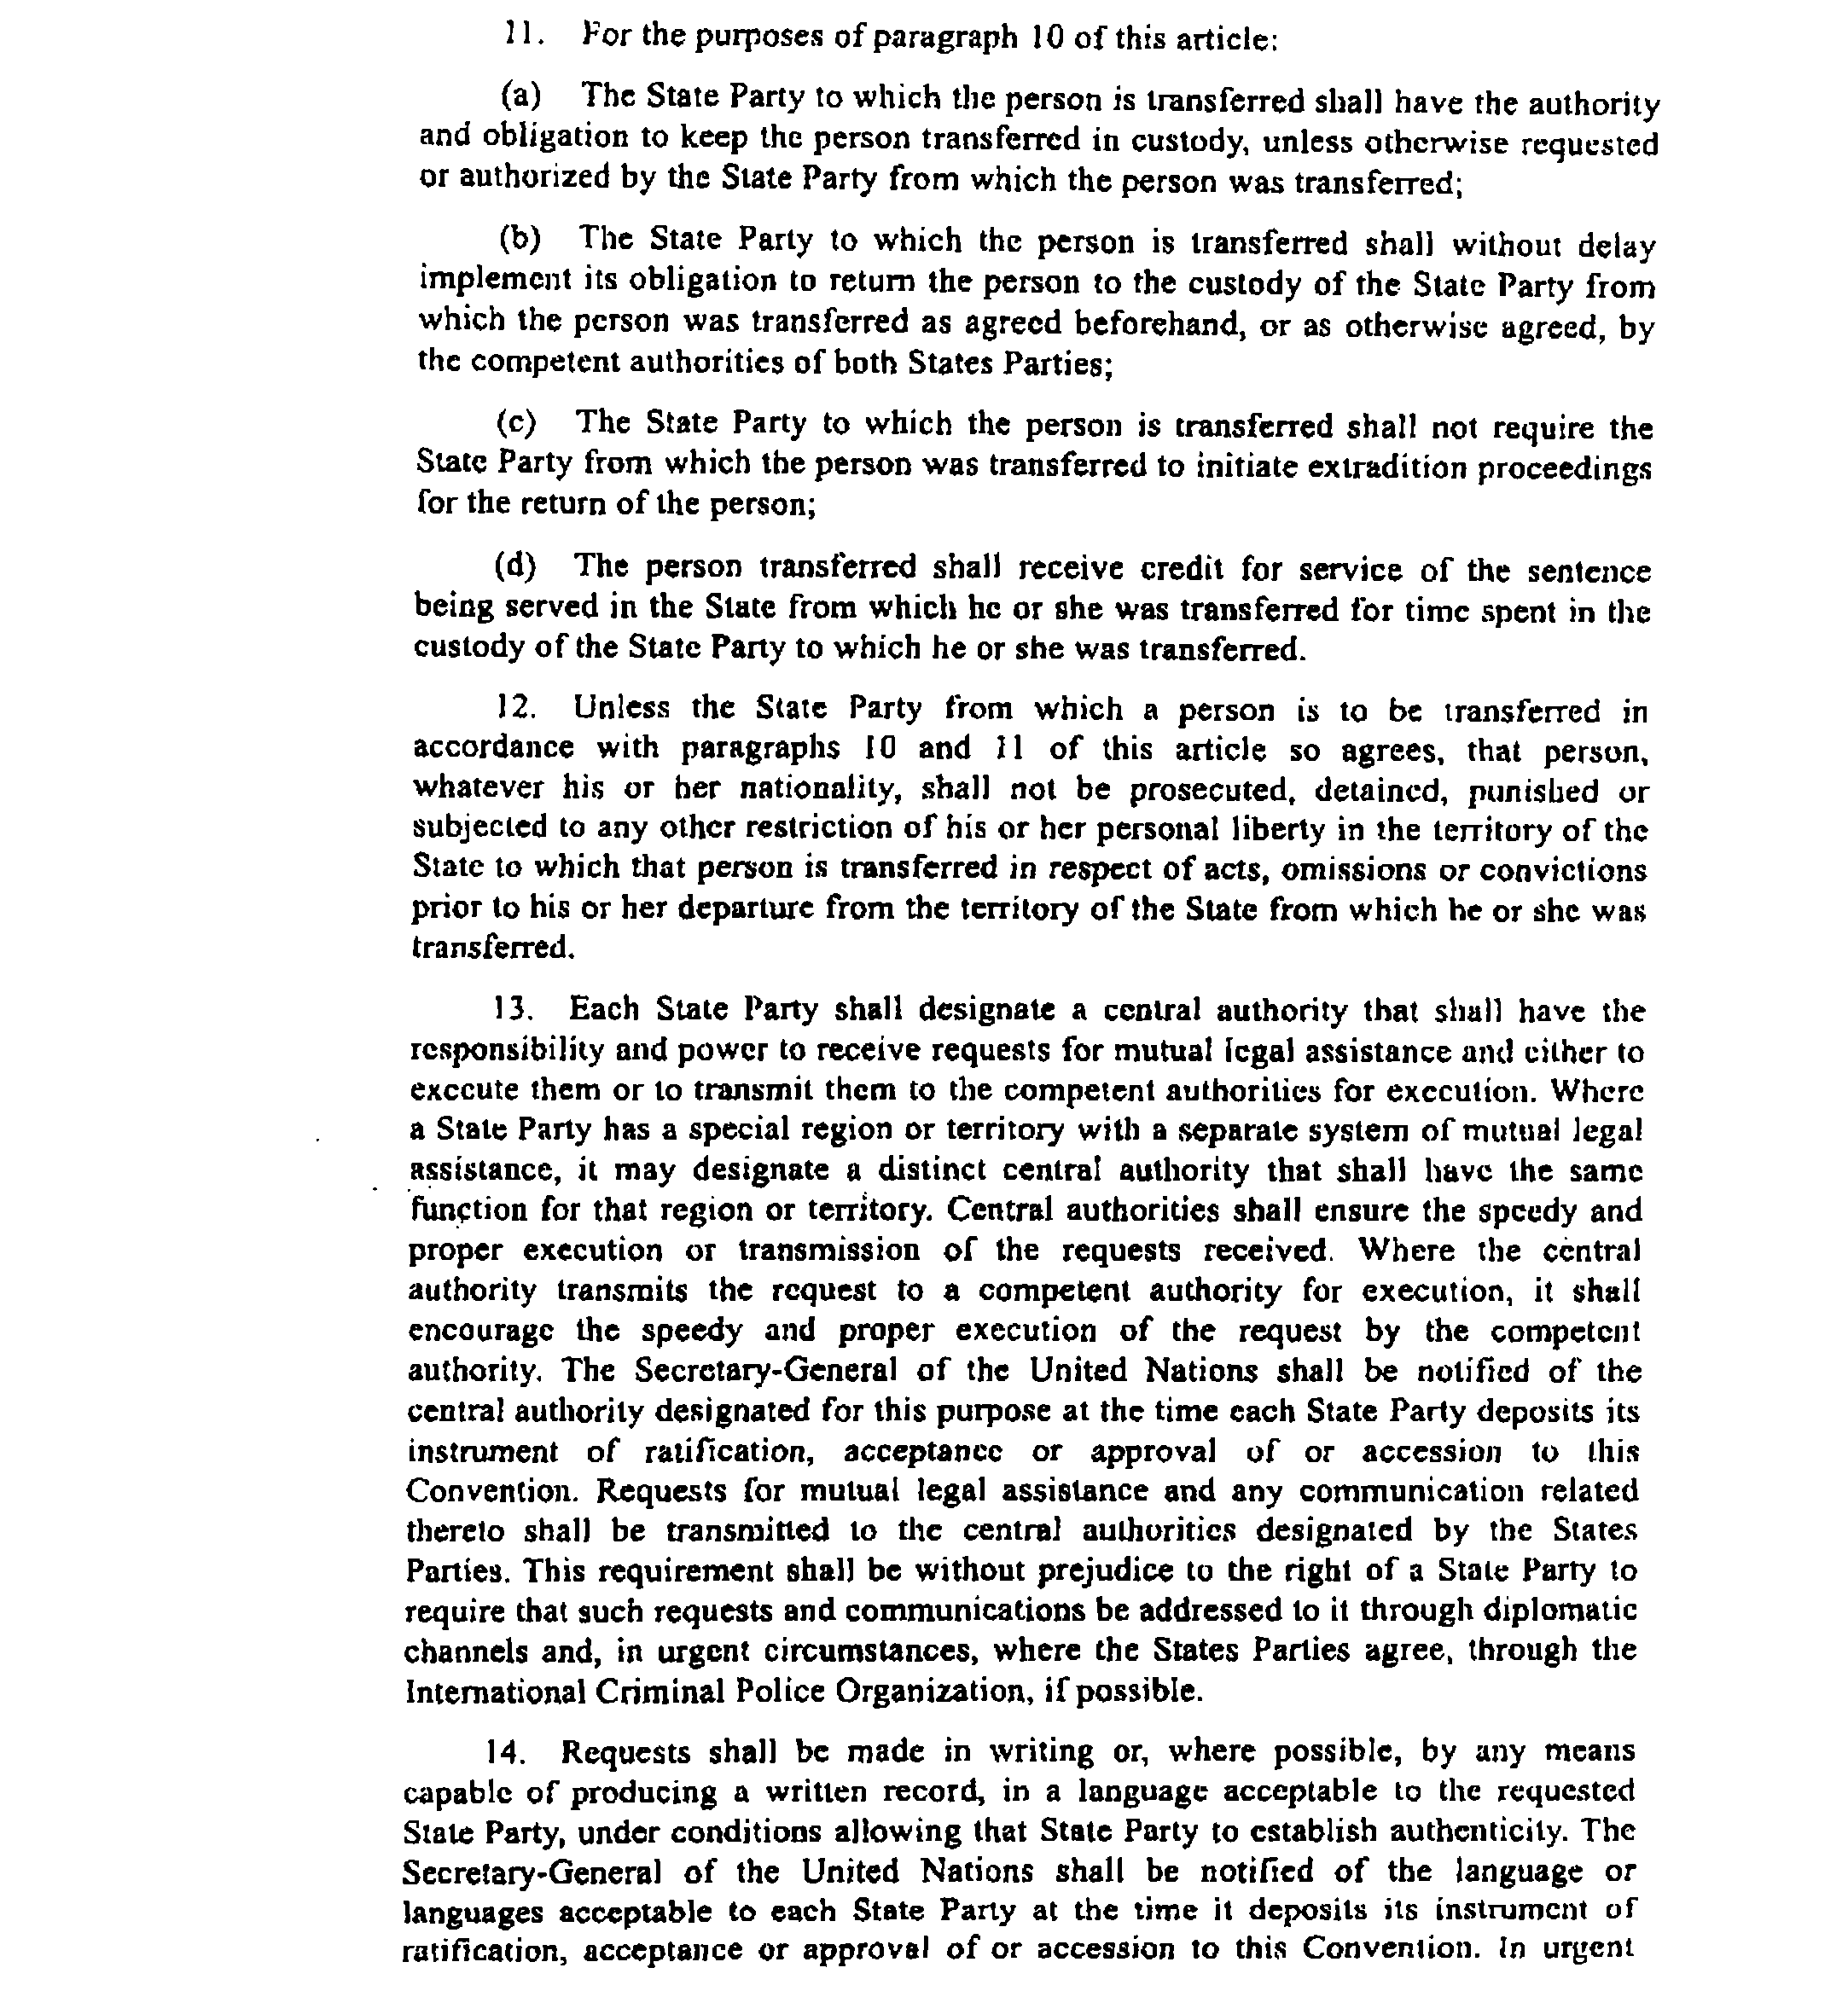 11. For the purposes of paragraph 10 of this article:
(a) The State Party to which the person is transferred shall have the authority
and obligation to keep the person transferred in custody, unless otherwise requested
or authorized by the State Party from which the person was transferred;
(b) The State Party to which the person is transferred shall without delay
implement its obligation to return the person to the custody of the State Party from
which the person was transferred as agreed beforehand, or as otherwise agreed, by
the competent authorities of both States Parties;
(c) The State Party to which the person is transferred shall not require the
State Party from which the person was transferred to initiate extradition proceedings
for the return of the person;
(d) The person transferred shall receive credit for service of the sentence
being served in the State from which he or she was transferred for time spent in the
custody of the State Party to which he or she was transferred.
12. Unless the State Party from which a person is to be transferred in
accordance with paragraphs 10 and 11 of this article so agrees, that person,
whatever his or her nationality, shall not be prosecuted, detained, punished or
subjected to any other restriction of his or her personal liberty in the territory of the
State to which that person is transferred in respect of acts, omissions or convictions
prior to his or her departure from the territory of the State from which he or she was
transferred.
13. Each State Party shall designate a central authority that shall have the
responsibility and power to receive requests for mutual legal assistance and either to
execute them or to transmit them to the competent authorities for execution. Where
a State Party has a special region or territory with a separate system of mutual legal
assistance, it may designate a distinct central authority that shall have the same
function for that region or territory. Central authorities shall ensure the speedy and
proper execution or transmission of the requests received. Where the central
authority transmits the request to a competent authority for execution, it shall
encourage the speedy and proper execution of the request by the competent
authority. The Secretary-General of the United Nations shall be notified of the
central authority designated for this purpose at the time each State Party deposits its
instrument of ratification, acceptance or approval of or accession to this
Convention. Requests for mutual legal assistance and any communication related
thereto shall be transmitted to the central authorities designated by the States
Parties. This requirement shall be without prejudice to the right of a State Party to
require that such requests and communications be addressed to it through diplomatic
channels and, in urgent circumstances, where the States Parties agree, through the
International Criminal Police Organization, if possible.
14. Requests shall be made in writing or, where possible, by any means
capable of producing a written record, in a language acceptable to the requested
State Party, under conditions allowing that State Party to establish authenticity. The
Secretary-General of the United Nations shall be notified of the language or
languages acceptable to each State Party at the time it deposits its instrument of
ratification, acceptance or approval of or accession to this Convention. In urgent